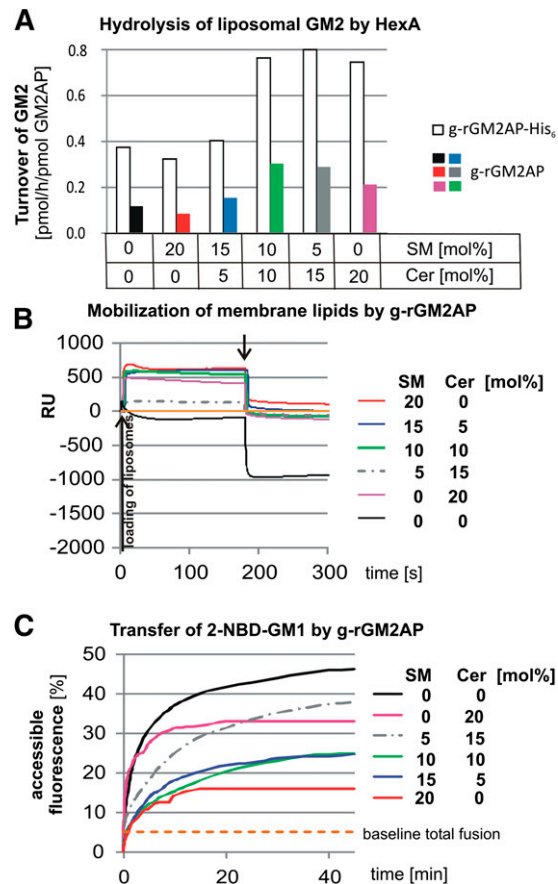 A
Hydrolysis of liposomal GM2 by HexA
Turnover of GM2
[pmol/h/pmol GM2AP]
0.8
0.6
0.4
0.2
0.0
g-rGM2AP-His₆
g-rGM2AP
0 20 15 10 5 0 SM [mol%]
0 0 5 10 15 20 Cer [mol%]
B
Mobilization of membrane lipids by g-rGM2AP
RU
1000
500
0
-500
-1000
-1500
-2000
loading of liposomes
0 100 200 300
time [s]
SM Cer [mol%]
20 0
15 5
10 10
5 15
0 20
0 0
C
Transfer of 2-NBD-GM1 by g-rGM2AP
accessible
fluorescence [%]
50
40
30
20
10
0
0 20 40
time [min]
SM Cer [mol%]
0 0
0 20
5 15
10 10
15 5
20 0
baseline total fusion